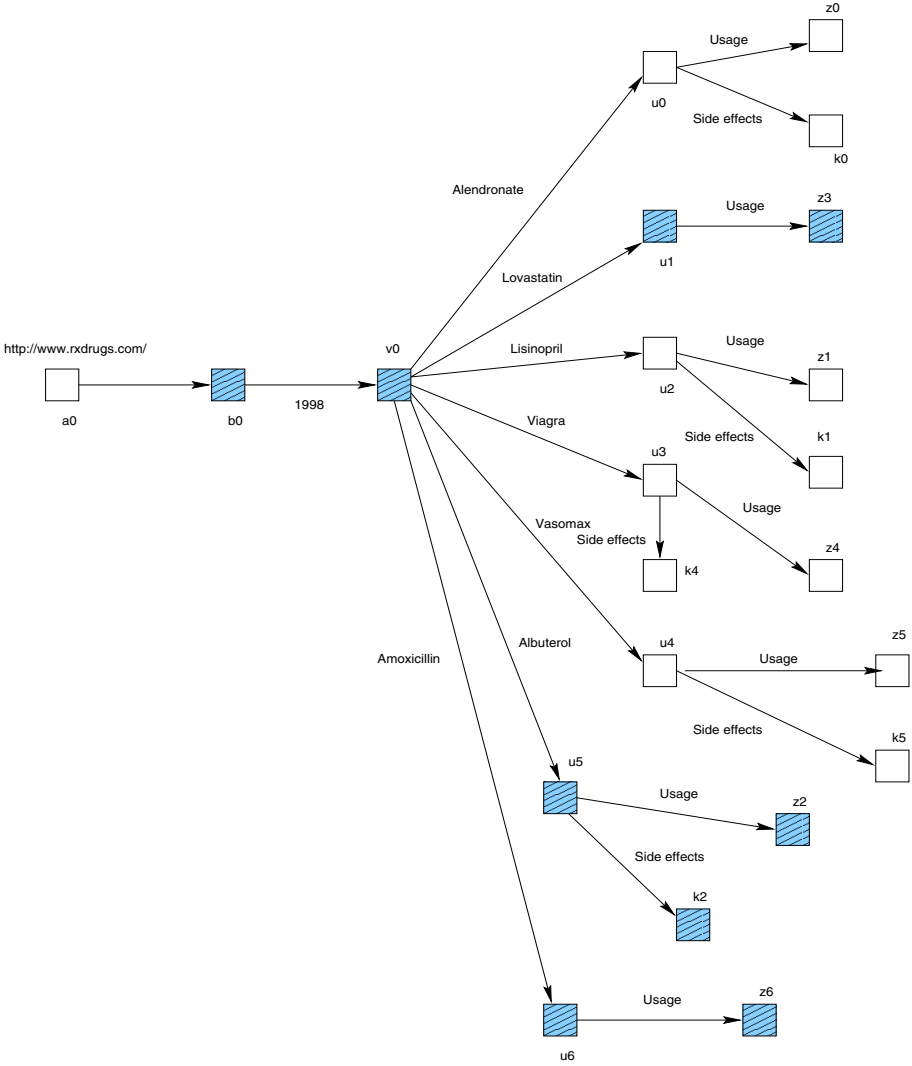 z0
Usage
u0
Side effects
k0
Alendronate
z3
Usage
u1
Lovastatin
http://www.rxdrugs.com/
v0
Lisinopril
Usage
z1
u2
a0
b0
1998
Viagra
Side effects
k1
u3
Usage
Vasomax
Side effects
z4
k4
Albuterol
u4
Usage
z5
Amoxicillin
Side effects
k5
u5
Usage
z2
Side effects
k2
Usage
z6
u6